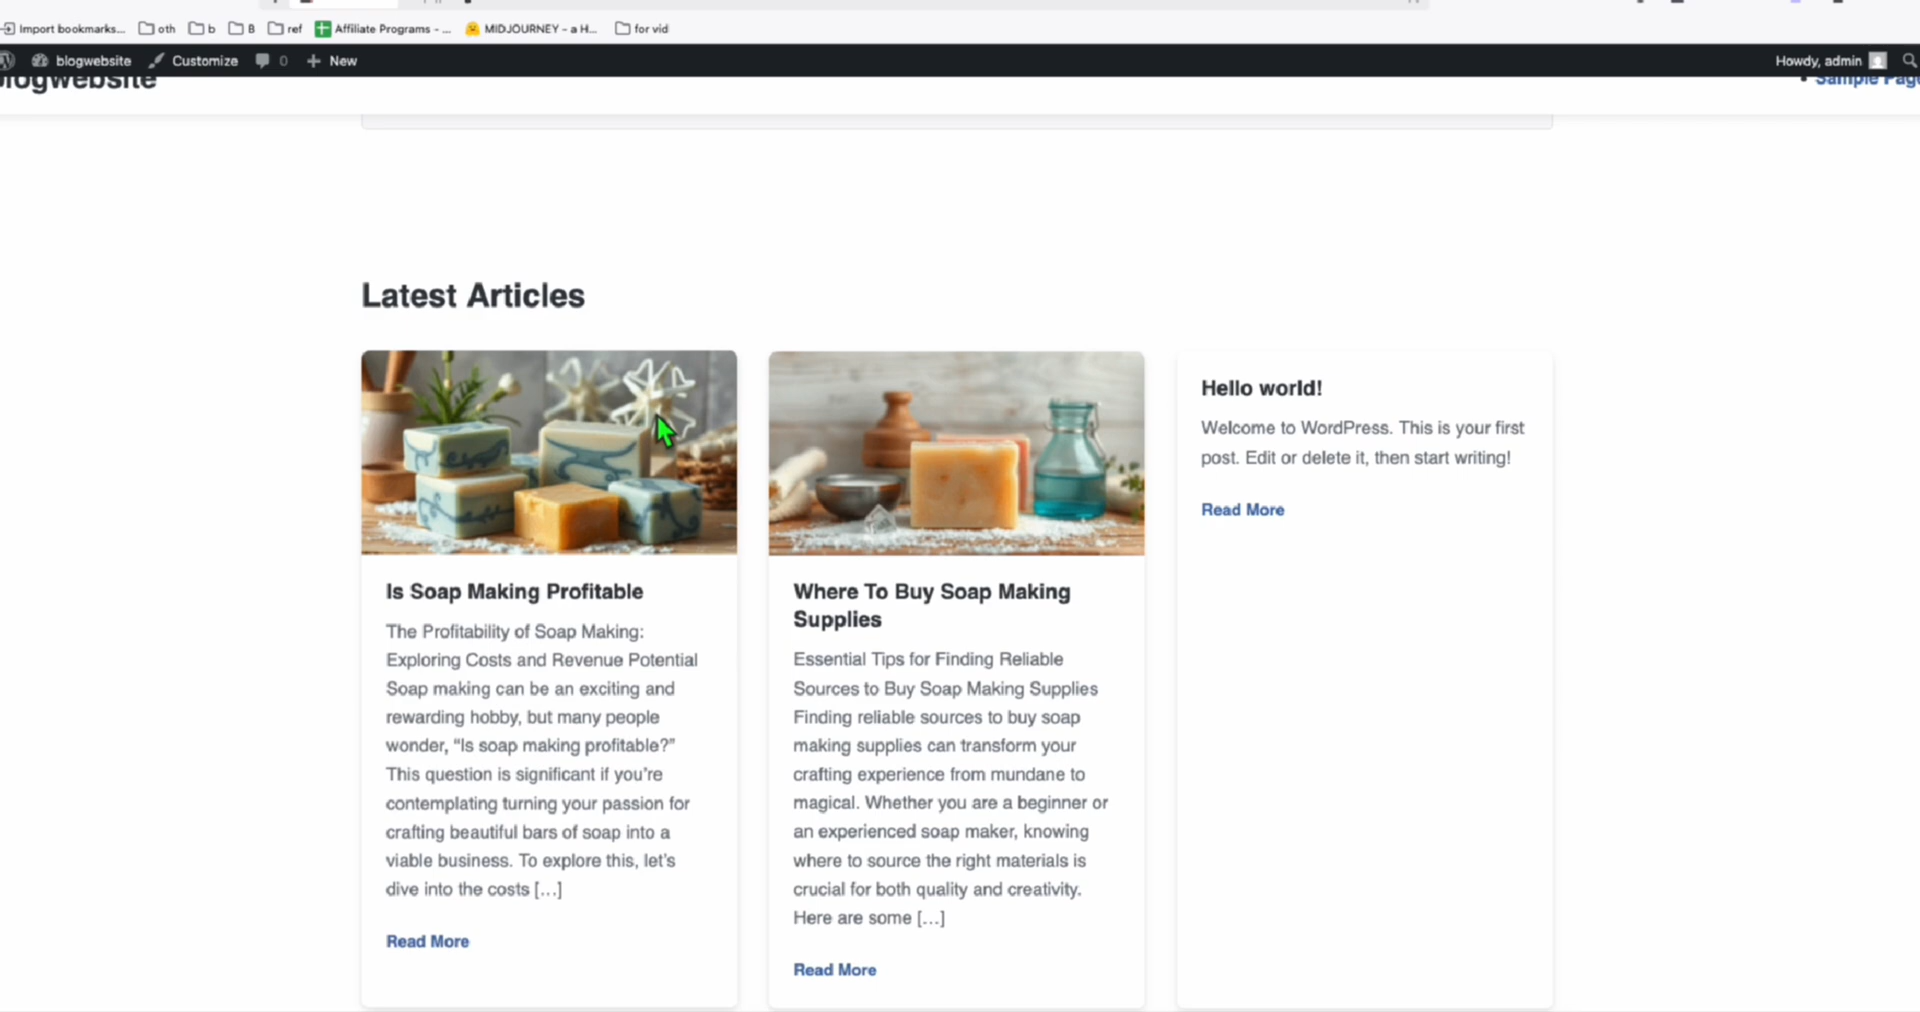 Import bookmarks... oth b B ref Affiliate Programs - ... MIDJOURNEY - a H... for vid
blogwebsite Customize 0 New Howdy, admin
blogwebsite • Sample Page
Latest Articles
Is Soap Making Profitable
The Profitability of Soap Making:
Exploring Costs and Revenue Potential
Soap making can be an exciting and
rewarding hobby, but many people
wonder, “Is soap making profitable?”
This question is significant if you’re
contemplating turning your passion for
crafting beautiful bars of soap into a
viable business. To explore this, let’s
dive into the costs […]
Read More
Where To Buy Soap Making
Supplies
Essential Tips for Finding Reliable
Sources to Buy Soap Making Supplies
Finding reliable sources to buy soap
making supplies can transform your
crafting experience from mundane to
magical. Whether you are a beginner or
an experienced soap maker, knowing
where to source the right materials is
crucial for both quality and creativity.
Here are some […]
Read More
Hello world!
Welcome to WordPress. This is your first
post. Edit or delete it, then start writing!
Read More